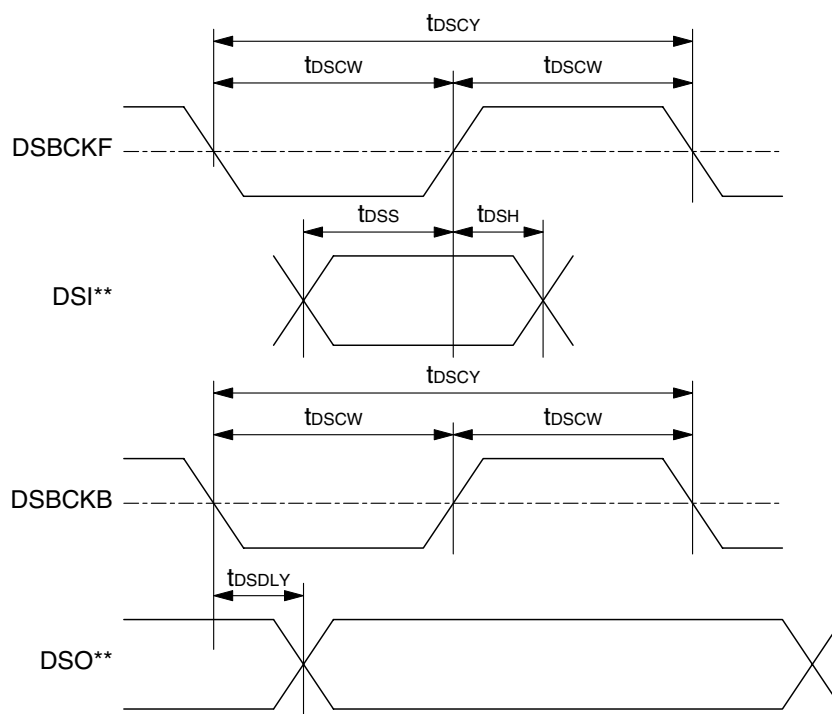 tDSCY
tDSCW tDSCW
DSBCKF
tDSS tDSH
DSI**
tDSCY
tDSCW tDSCW
DSBCKB
tDSDLY
DSO**